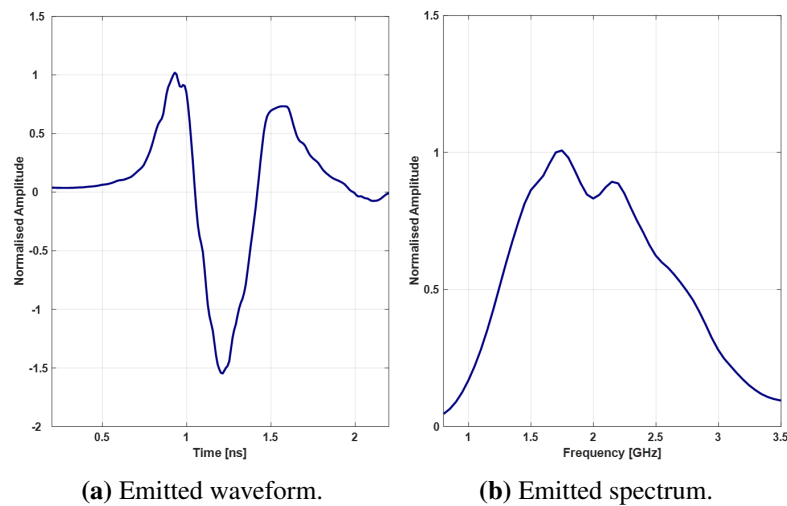 1.5
1
0.5
0
-0.5
-1
-1.5
-2
0.5 1 1.5 2
Normalised Amplitude
Time [ns]
1.5
1
0.5
0
1 1.5 2 2.5 3 3.5
Normalised Amplitude
Frequency [GHz]
(a) Emitted waveform.
(b) Emitted spectrum.